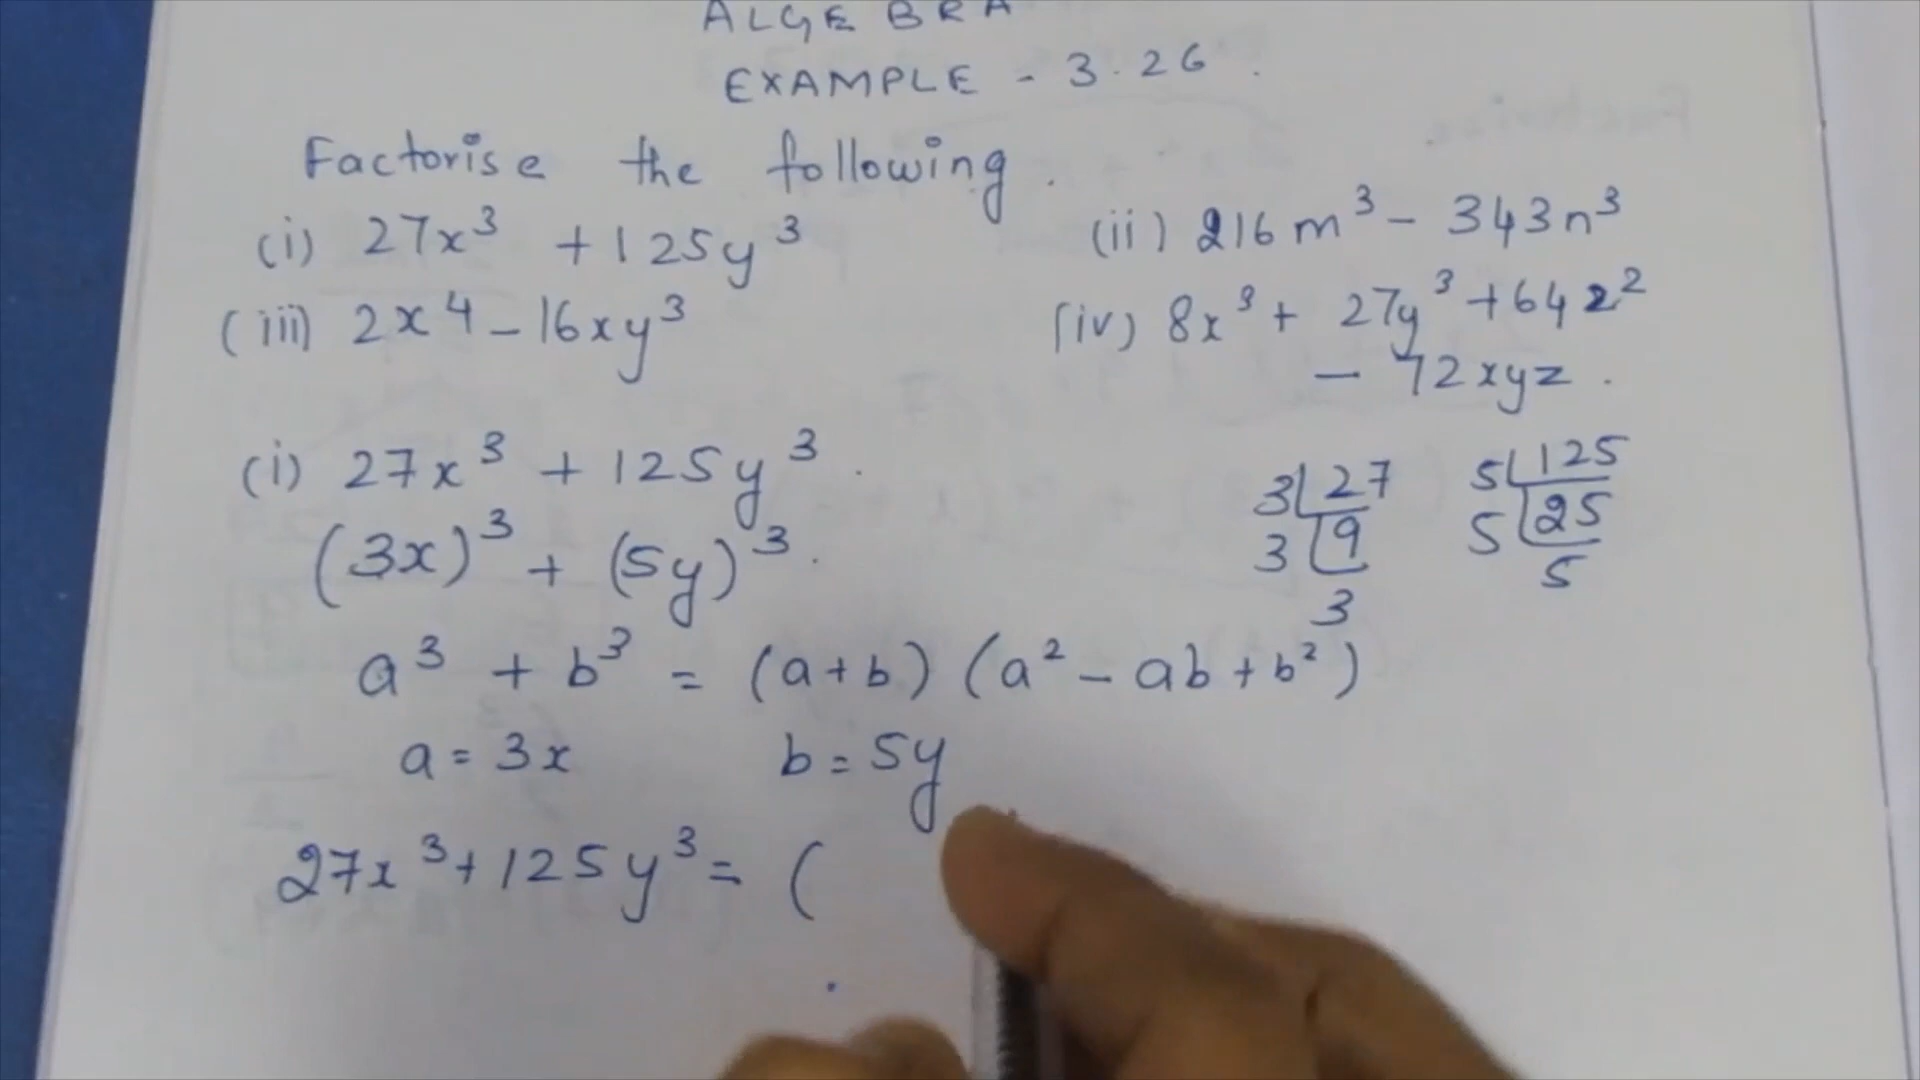 ALGEBRA
EXAMPLE - 3.26.
Factorise the following.
(i) 27x³ + 125y³ (ii) 216m³ - 343n³
(iii) 2x⁴ - 16xy³ (iv) 8x³ + 27y³ + 64z²
- 72xyz.
(i) 27x³ + 125y³.
(3x)³ + (5y)³.
3 27
3 9
3
5 125
5 25
5
a³ + b³ = (a+b) (a² - ab + b²)
a = 3x b = 5y
27x³ + 125y³ = (